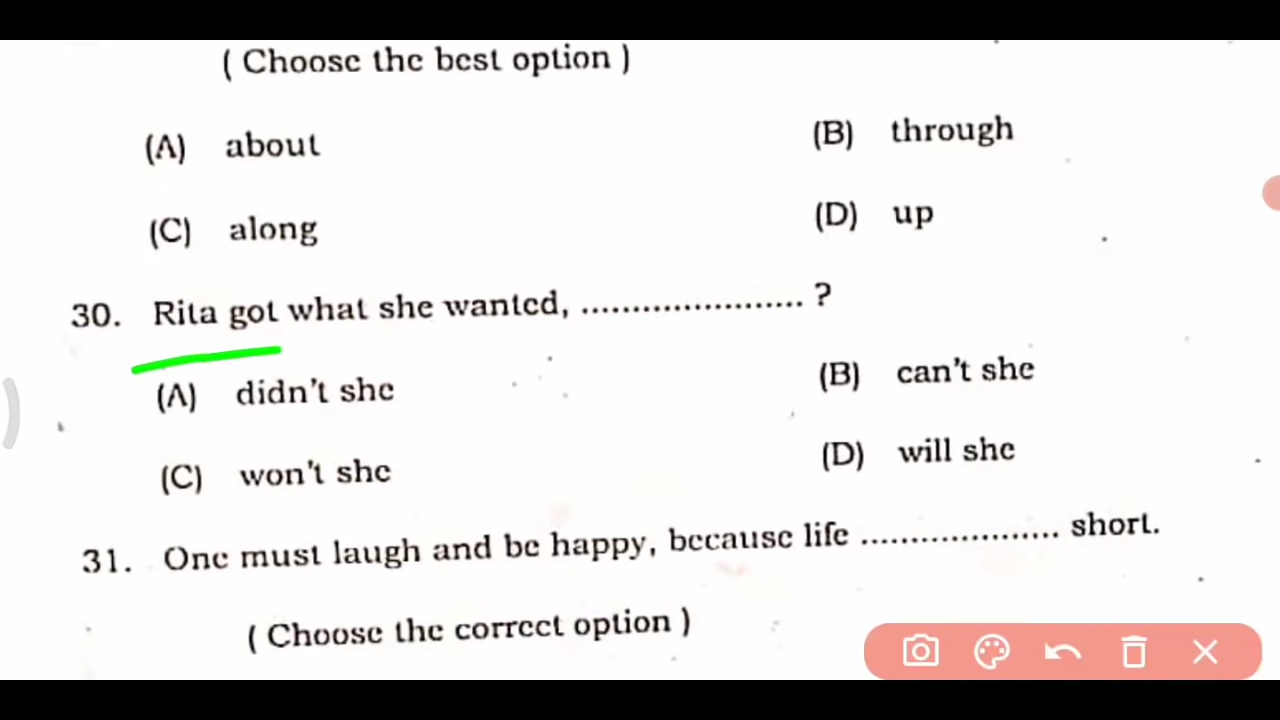 ( Choose the best option )
(A) about
(B) through
(C) along
(D) up
30. Rita got what she wanted, ...................... ?
(A) didn't she
(B) can't she
(C) won't she
(D) will she
31. One must laugh and be happy, because life .................... short.
( Choose the correct option )